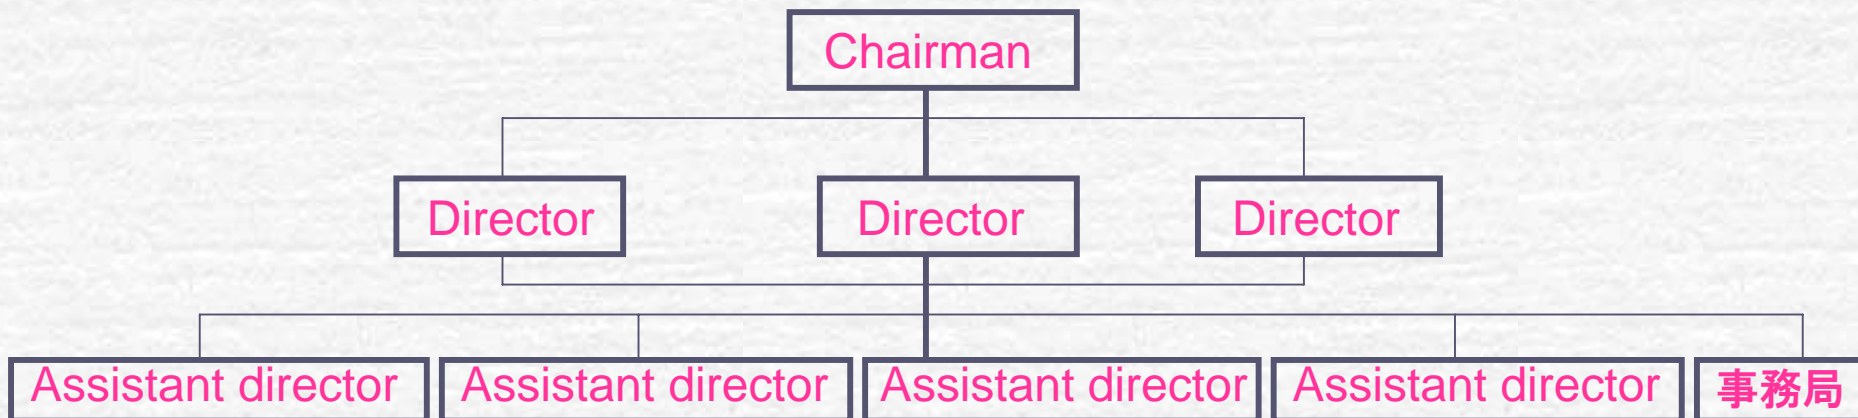 Chairman
Director
Director
Director
Assistant director
Assistant director
Assistant director
Assistant director
事務局